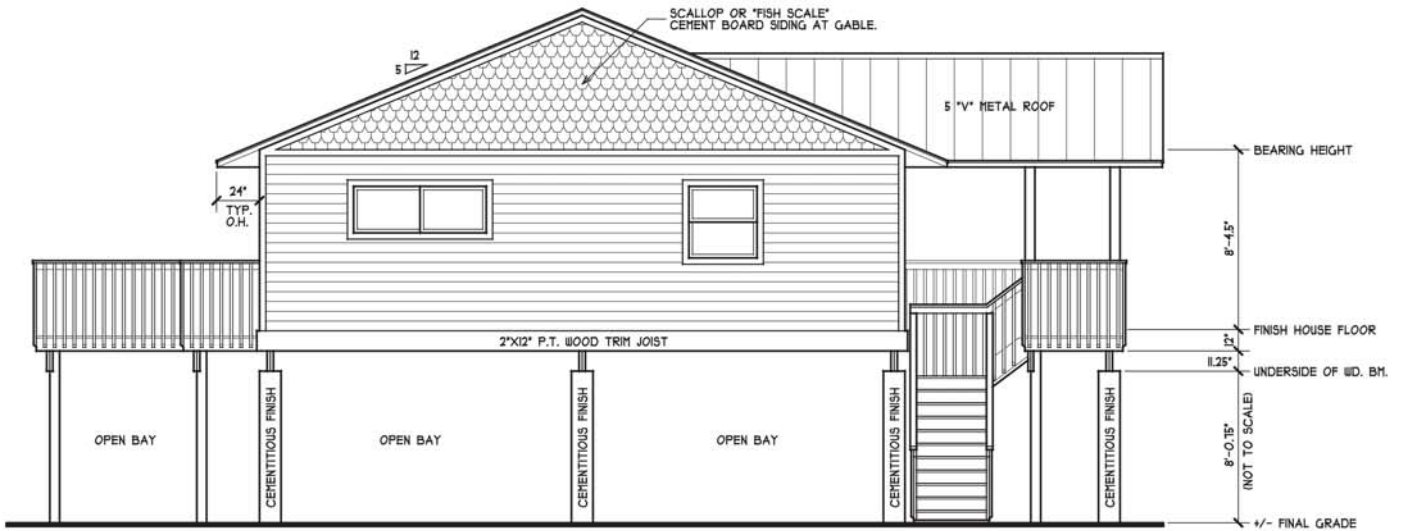 SCALLOP OR "FISH SCALE"
CEMENT BOARD SIDING AT GABLE.
12
5
5 "V" METAL ROOF
BEARING HEIGHT
24"
TYP.
O.H.
8'-4.5"
FINISH HOUSE FLOOR
12"
2"X12" P.T. WOOD TRIM JOIST
11.25"
UNDERSIDE OF WD. BM.
CEMENTITIOUS FINISH
CEMENTITIOUS FINISH
CEMENTITIOUS FINISH
CEMENTITIOUS FINISH
OPEN BAY
OPEN BAY
OPEN BAY
8'-0.75"
(NOT TO SCALE)
+/- FINAL GRADE